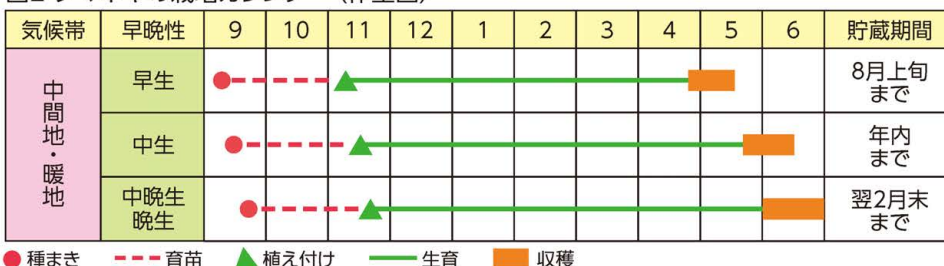 気候帯 早晩性 9 10 11 12 1 2 3 4 5 6 貯蔵期間
中間地・暖地
早生 8月上旬
まで
中生 年内
まで
中晩生
晩生 翌2月末
まで
種まき 育苗 植え付け 生育 収穫